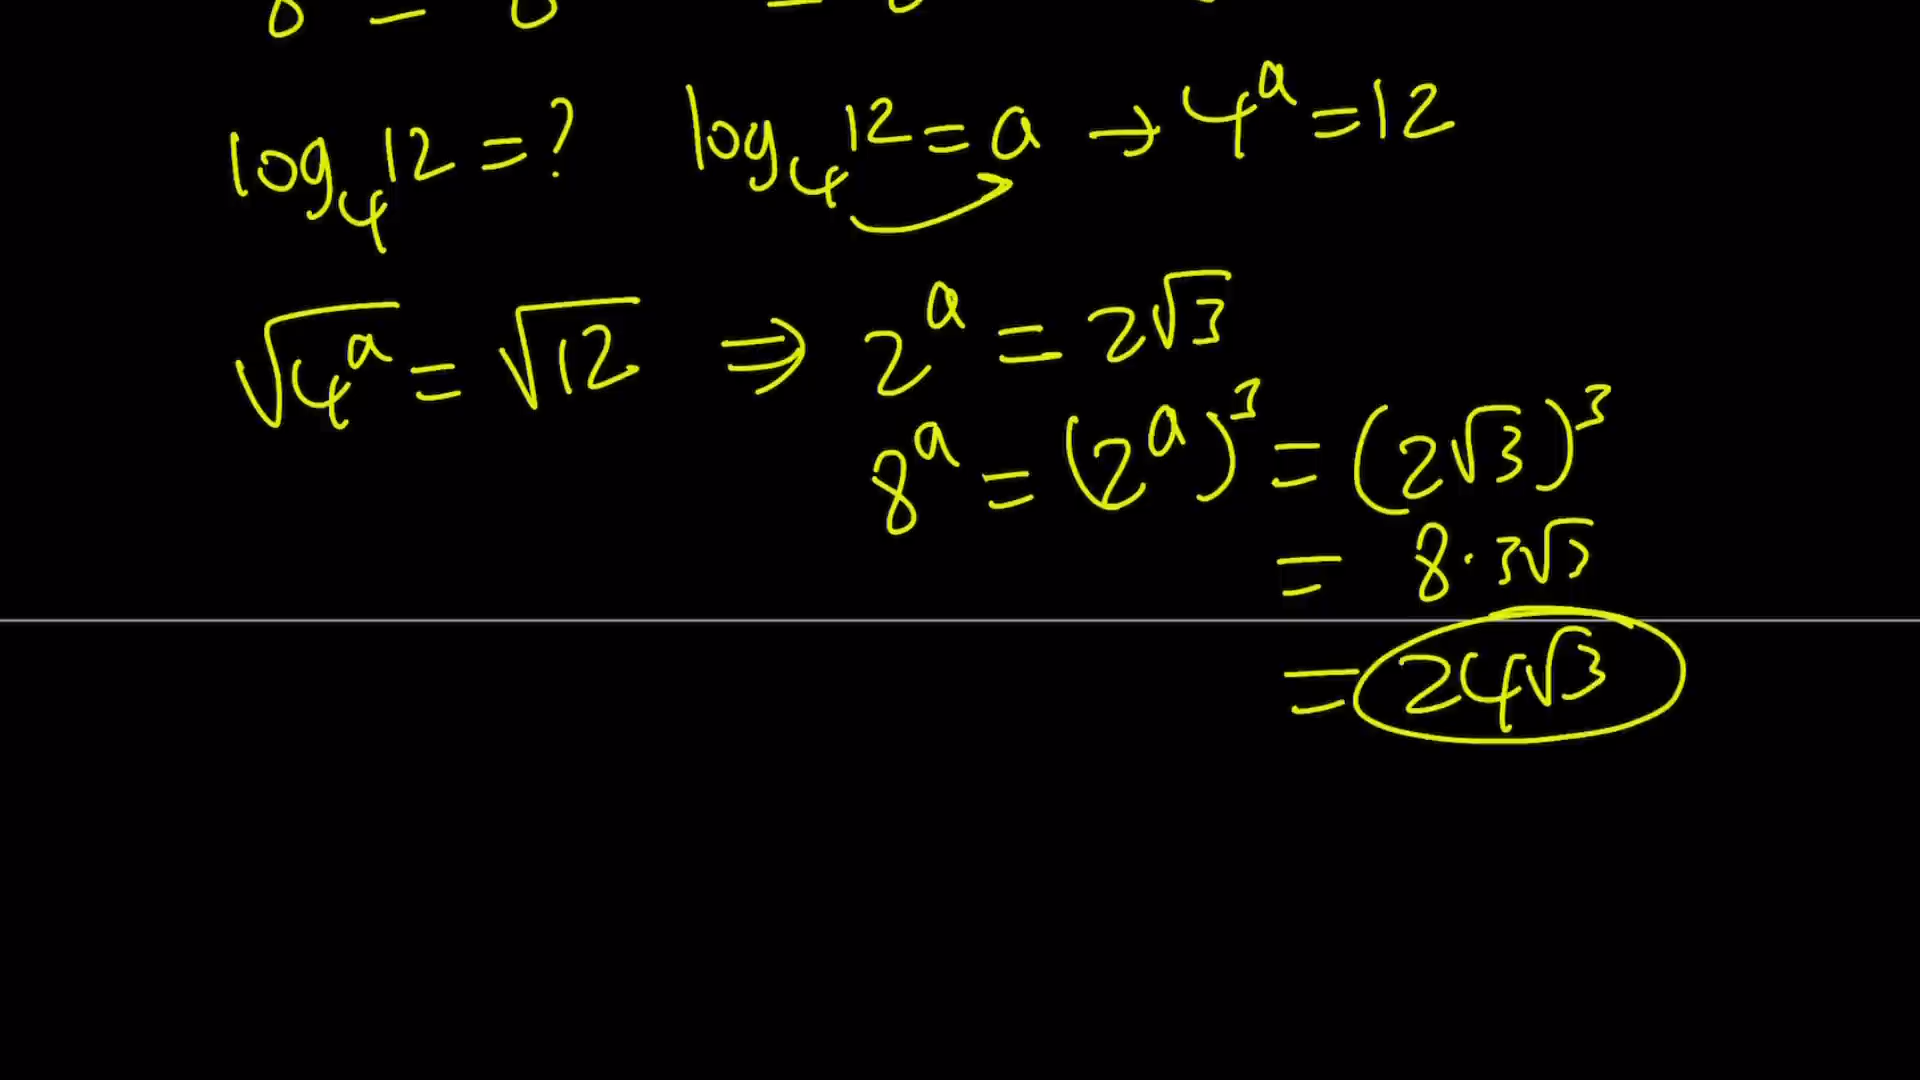 log₄12 = ? log₄12 = a → 4ᵃ = 12
√4ᵃ = √12 ⇒ 2ᵃ = 2√3
8ᵃ = (2ᵃ)³ = (2√3)³
= 8·3√3
= 24√3